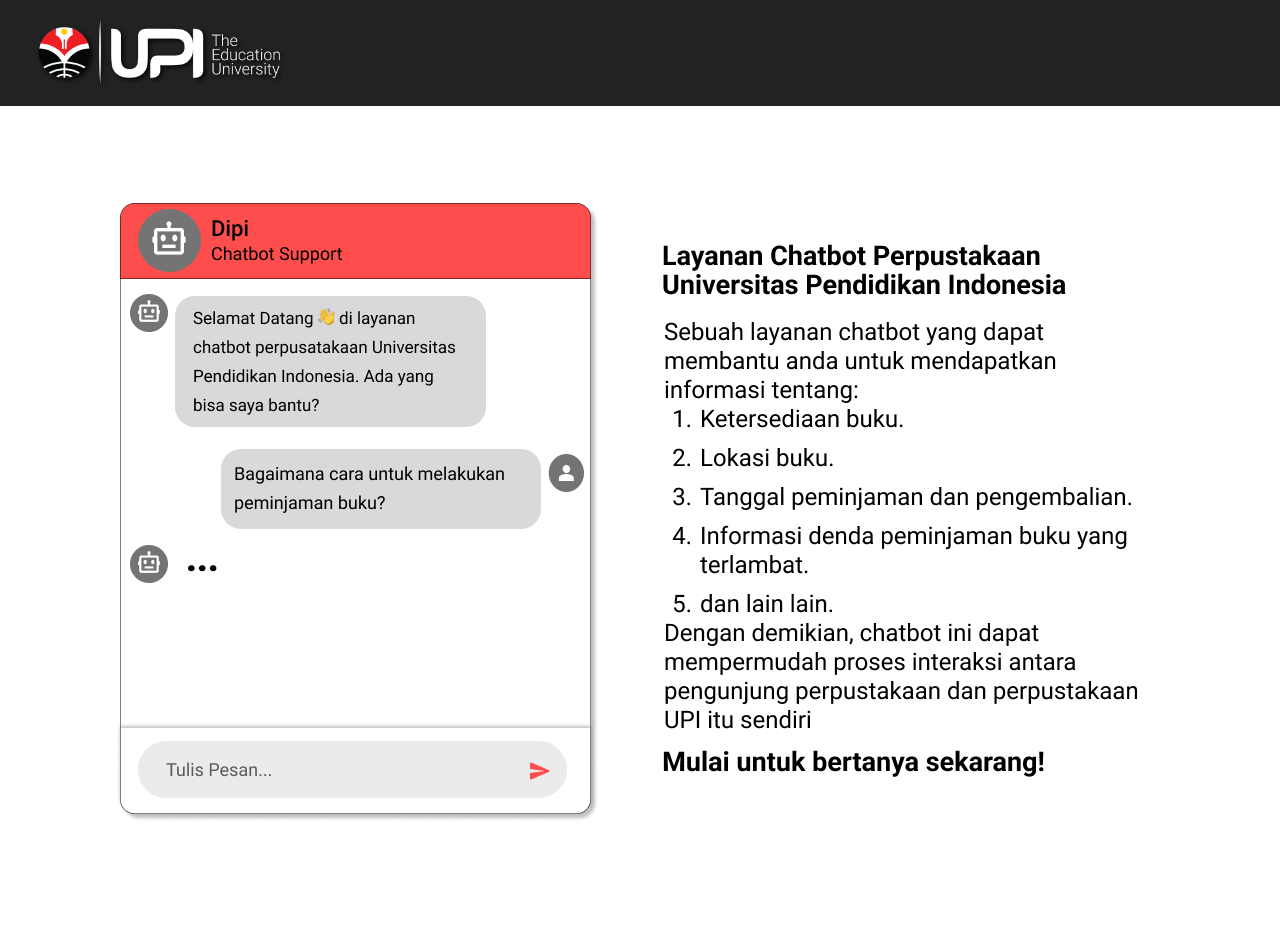 UPI
The
Education
University
Dipi
Chatbot Support
Selamat Datang 👋 di layanan
chatbot perpusatakaan Universitas
Pendidikan Indonesia. Ada yang
bisa saya bantu?
Bagaimana cara untuk melakukan
peminjaman buku?
...
Tulis Pesan...
Layanan Chatbot Perpustakaan
Universitas Pendidikan Indonesia
Sebuah layanan chatbot yang dapat
membantu anda untuk mendapatkan
informasi tentang:
1. Ketersediaan buku.
2. Lokasi buku.
3. Tanggal peminjaman dan pengembalian.
4. Informasi denda peminjaman buku yang
terlambat.
5. dan lain lain.
Dengan demikian, chatbot ini dapat
mempermudah proses interaksi antara
pengunjung perpustakaan dan perpustakaan
UPI itu sendiri
Mulai untuk bertanya sekarang!